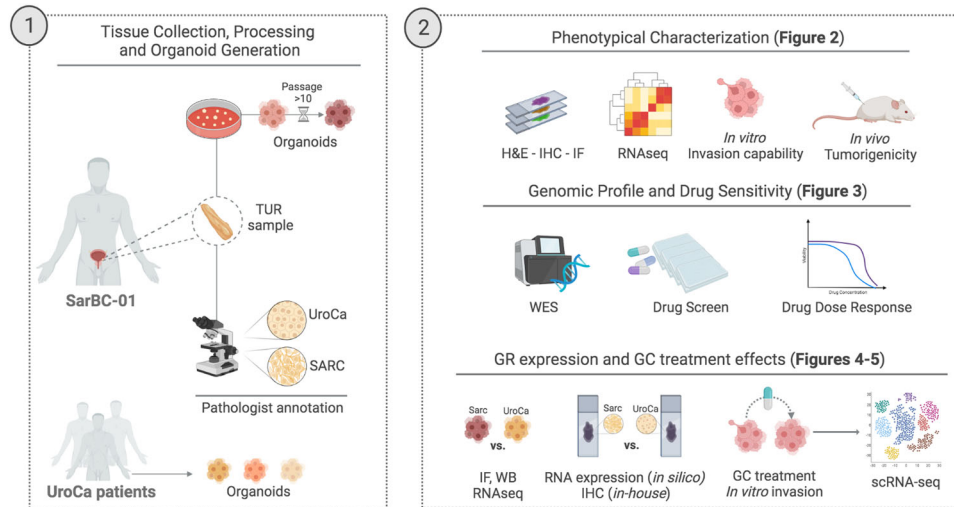 1
Tissue Collection, Processing
and Organoid Generation
Passage
>10
Organoids
TUR
sample
SarBC-01
UroCa
SARC
Pathologist annotation
UroCa patients
Organoids
2
Phenotypical Characterization (Figure 2)
H&E - IHC - IF
RNAseq
In vitro
Invasion capability
In vivo
Tumorigenicity
Genomic Profile and Drug Sensitivity (Figure 3)
WES
Drug Screen
Viability
Drug Concentration
Drug Dose Response
GR expression and GC treatment effects (Figures 4-5)
Sarc
UroCa
vs.
IF, WB
RNAseq
Sarc
UroCa
vs.
RNA expression (in silico)
IHC (in-house)
GC treatment
In vitro invasion
scRNA-seq